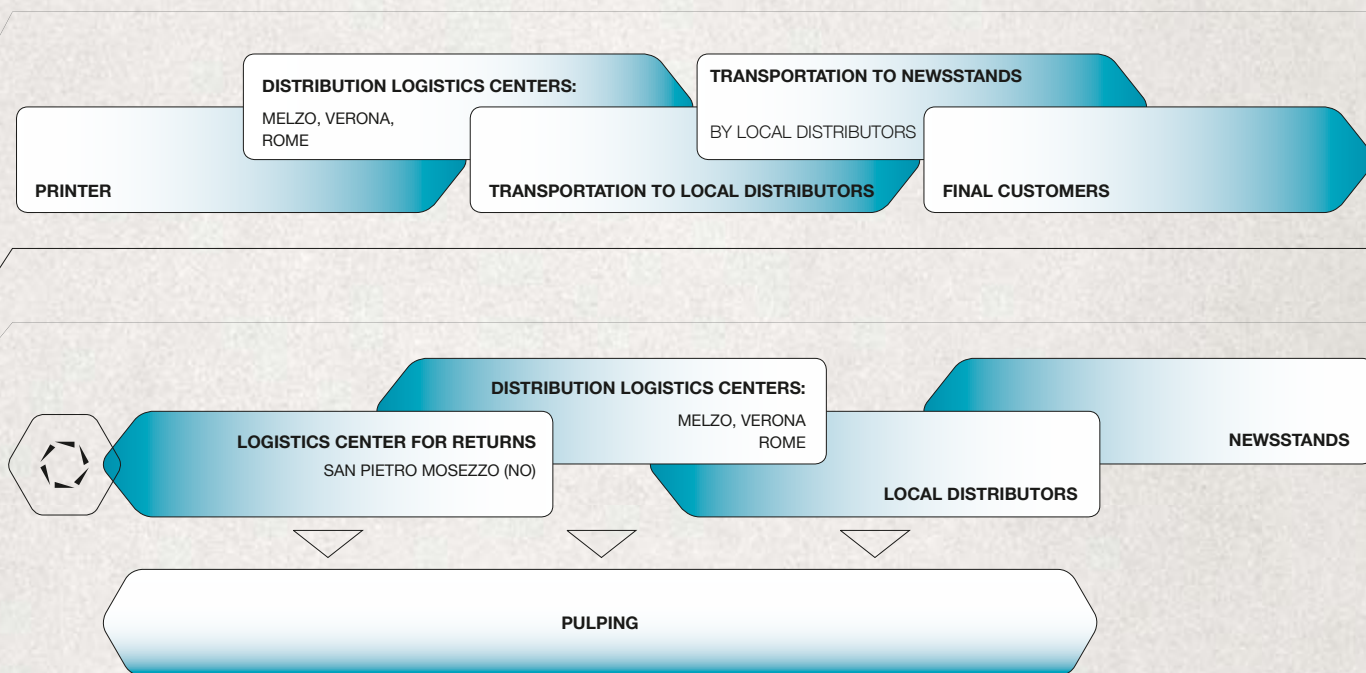 DISTRIBUTION LOGISTICS CENTERS:
MELZO, VERONA,
ROME
TRANSPORTATION TO NEWSSTANDS
BY LOCAL DISTRIBUTORS
PRINTER
TRANSPORTATION TO LOCAL DISTRIBUTORS
FINAL CUSTOMERS
DISTRIBUTION LOGISTICS CENTERS:
MELZO, VERONA
ROME
LOGISTICS CENTER FOR RETURNS
SAN PIETRO MOSEZZO (NO)
NEWSSTANDS
LOCAL DISTRIBUTORS
PULPING